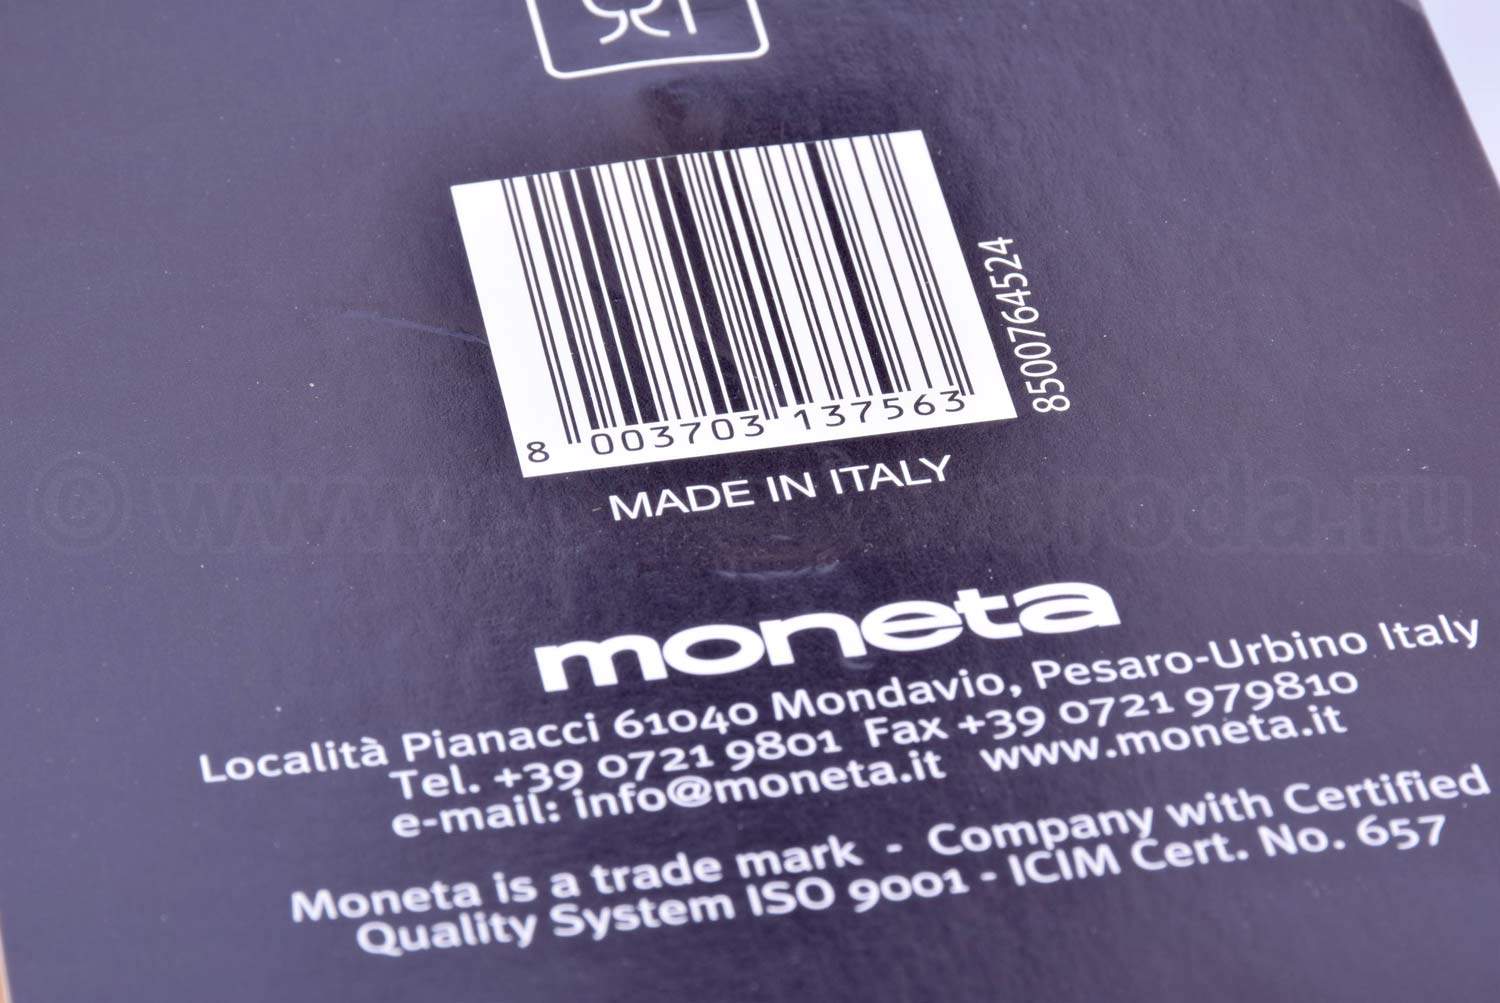 8 003703 137563
8500764524
MADE IN ITALY
moneta
Località Pianacci 61040 Mondavio, Pesaro-Urbino Italy
Tel. +39 0721 9801 Fax +39 0721 979810
e-mail: info@moneta.it www.moneta.it
Moneta is a trade mark - Company with Certified
Quality System ISO 9001 - ICIM Cert. No. 657